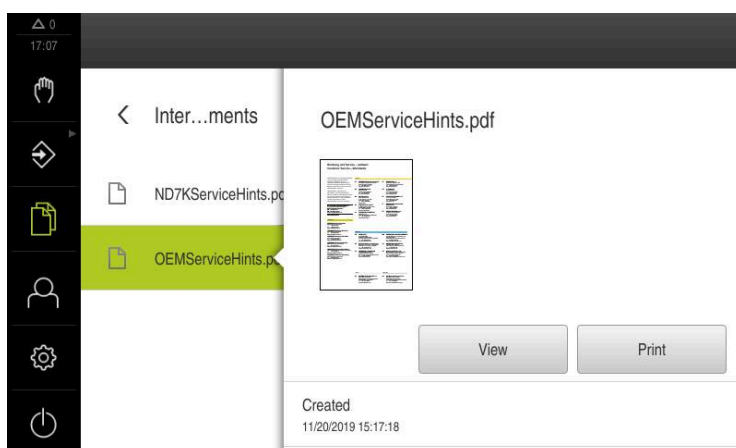 0
17:07
Inter...ments
ND7KServiceHints.pd
OEMServiceHints.pd
OEMServiceHints.pdf
View
Print
Created
11/20/2019 15:17:18